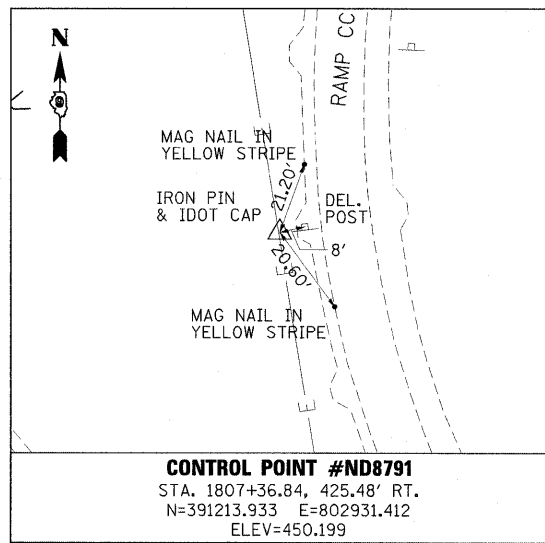 N
RAMP CC
MAG NAIL IN
YELLOW STRIPE
21.20'
IRON PIN
& IDOT CAP
DEL.
POST
8'
20.60'
MAG NAIL IN
YELLOW STRIPE
E
E
E
CONTROL POINT #ND8791
STA. 1807+36.84, 425.48' RT.
N=391213.933 E=802931.412
ELEV=450.199